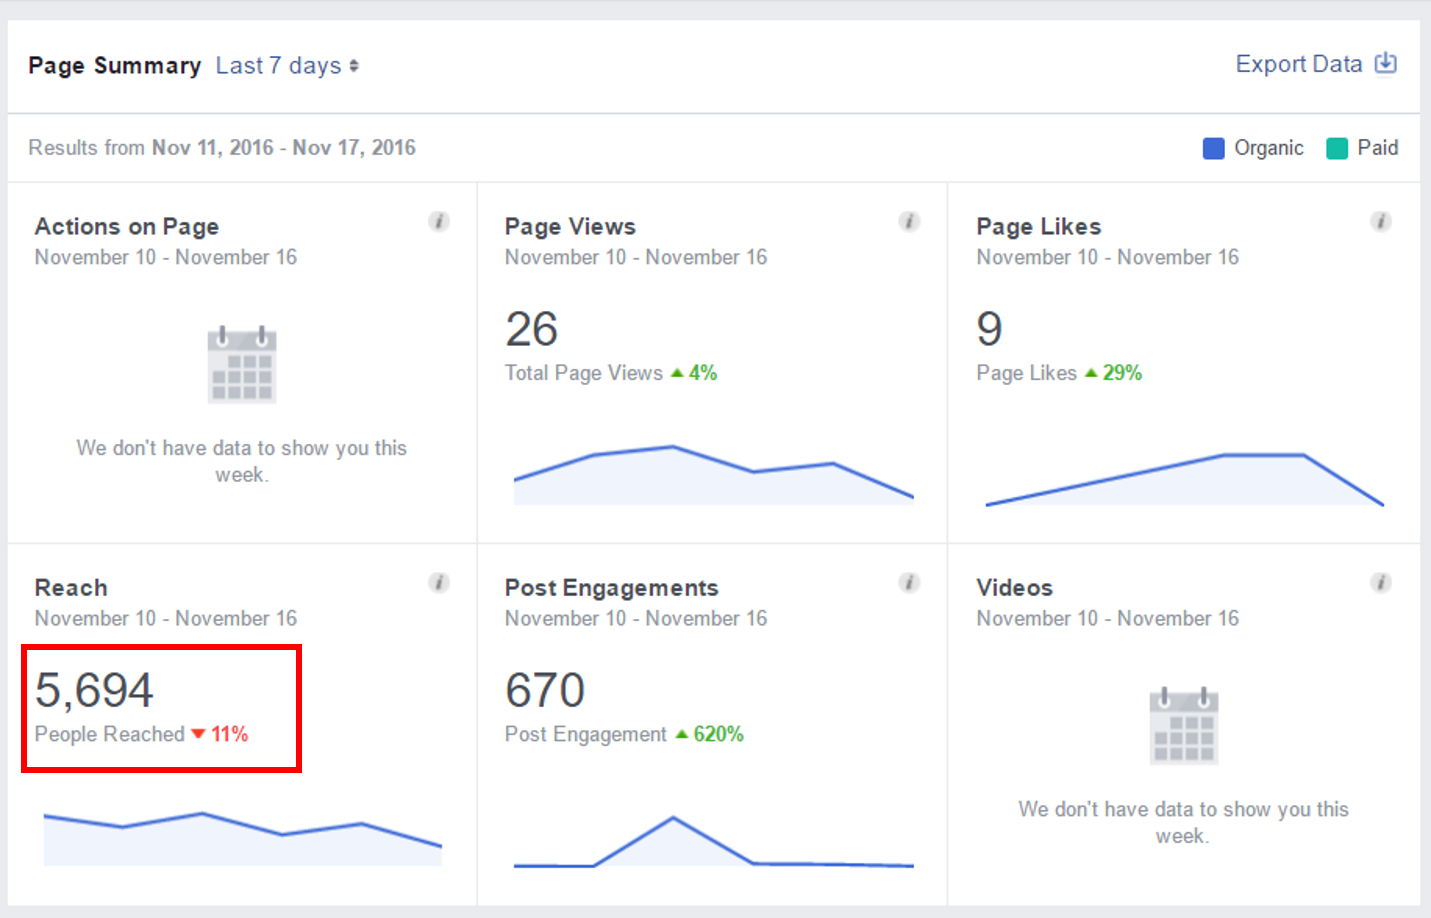 Page Summary Last 7 days
Export Data
Results from Nov 11, 2016 - Nov 17, 2016
Organic
Paid
Actions on Page
November 10 - November 16
We don't have data to show you this
week.
Page Views
November 10 - November 16
26
Total Page Views 4%
Page Likes
November 10 - November 16
9
Page Likes 29%
Reach
November 10 - November 16
5,694
People Reached 11%
Post Engagements
November 10 - November 16
670
Post Engagement 620%
Videos
November 10 - November 16
We don't have data to show you this
week.